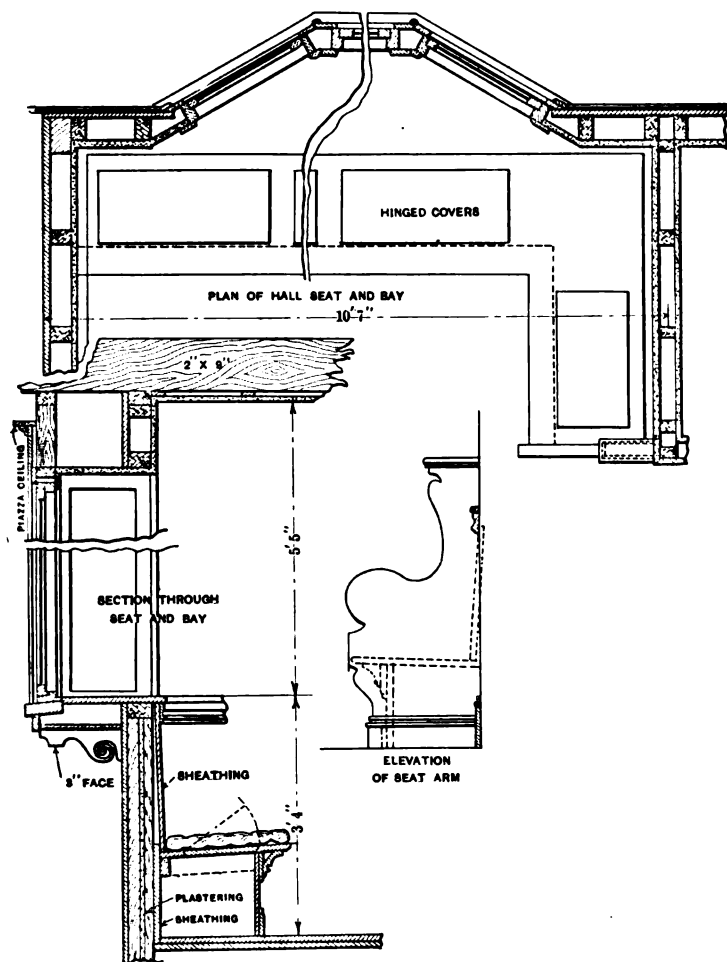 HINGED COVERS
PLAN OF HALL SEAT AND BAY
10'7"
2" X 9"
PIAZZA CEILING
5'5"
SECTION THROUGH
SEAT AND BAY
ELEVATION
OF SEAT ARM
3" FACE
SHEATHING
3'4"
PLASTERING
SHEATHING